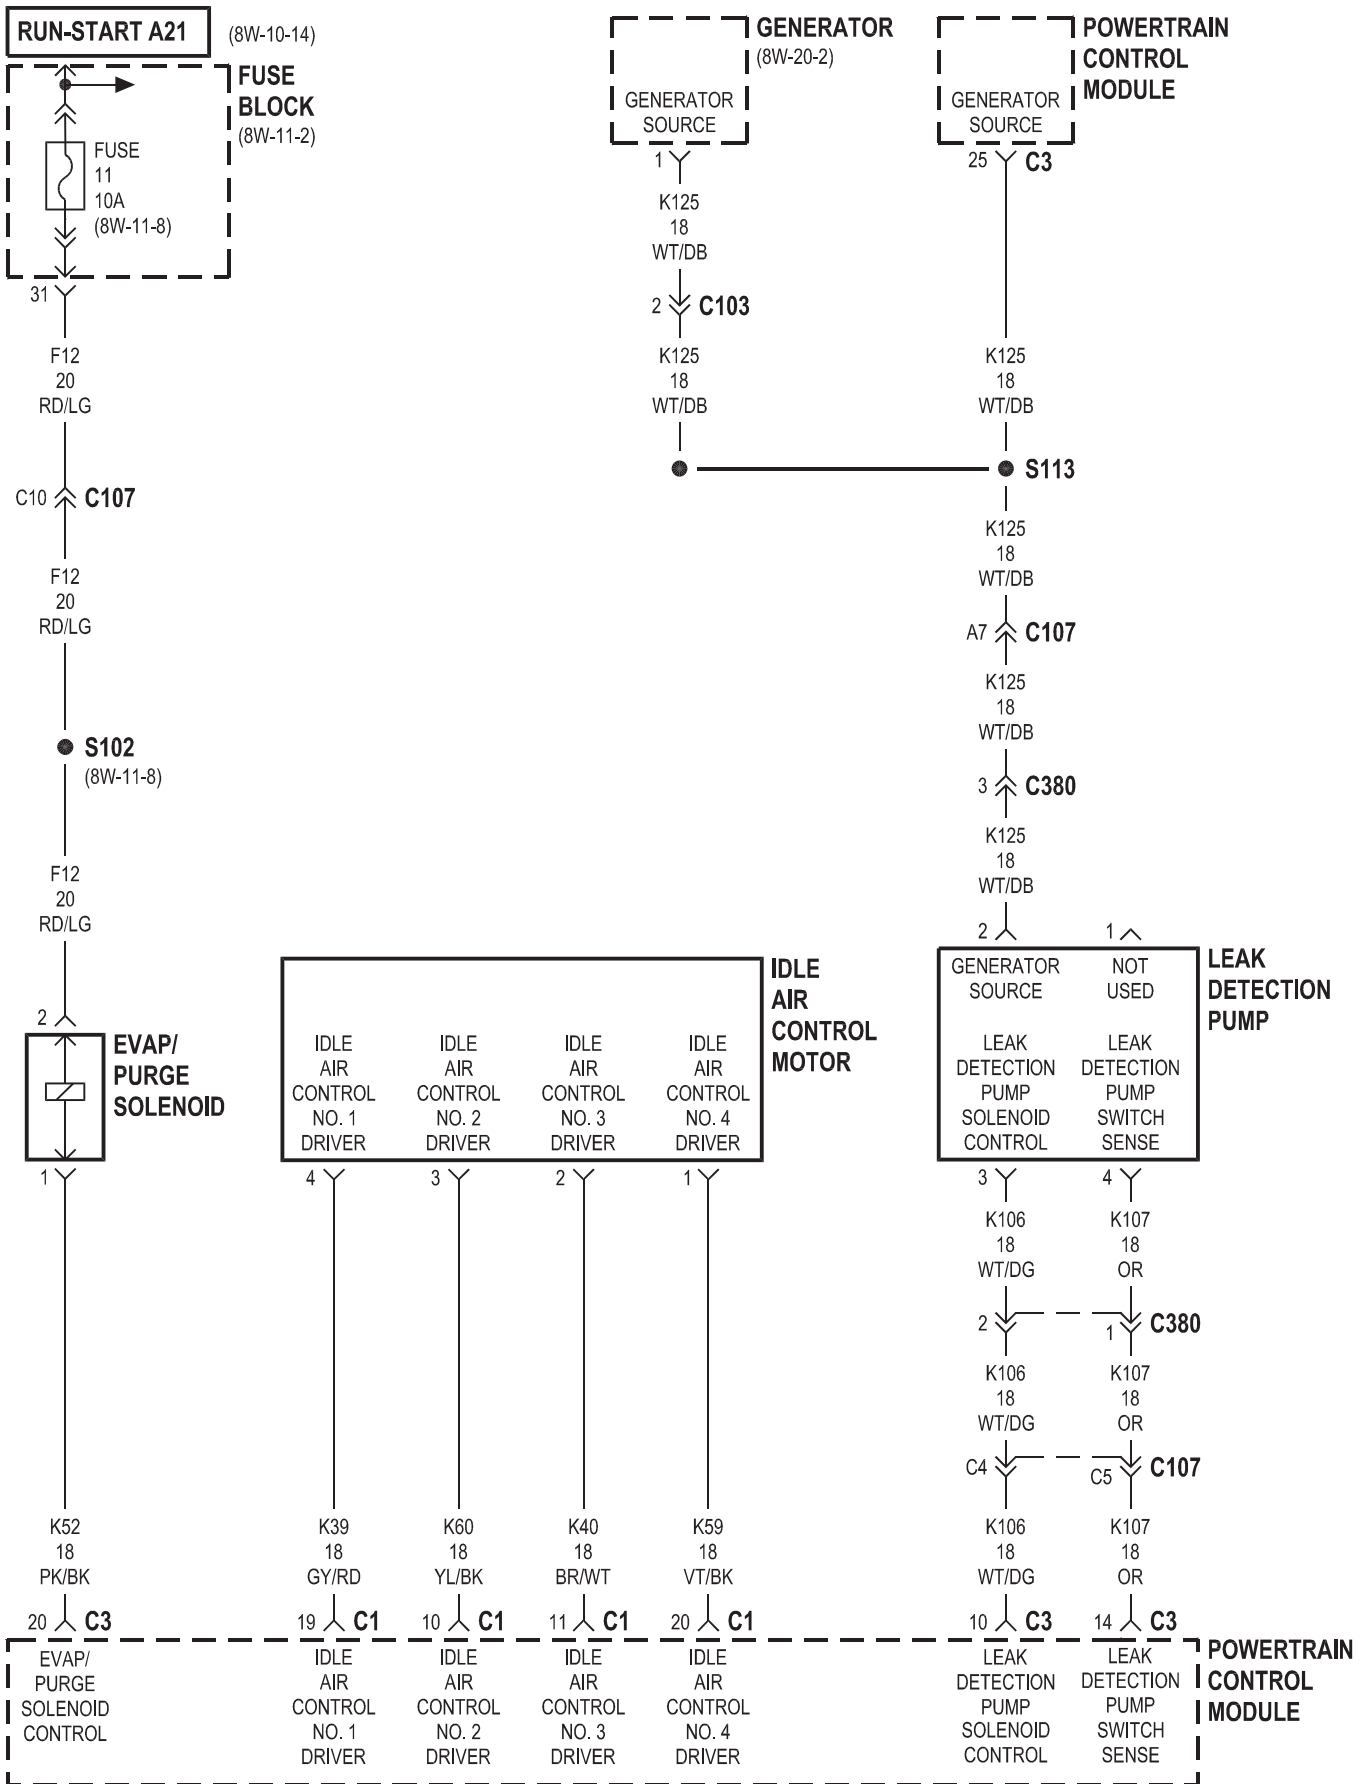 RUN-START A21
(8W-10-14)
FUSE
BLOCK
(8W-11-2)
FUSE
11
10A
(8W-11-8)
31
F12
20
RD/LG
C10
C107
F12
20
RD/LG
S102
(8W-11-8)
F12
20
RD/LG
2
EVAP/
PURGE
SOLENOID
1
K52
18
PK/BK
20
C3
GENERATOR
(8W-20-2)
GENERATOR
SOURCE
1
K125
18
WT/DB
2
C103
K125
18
WT/DB
POWERTRAIN
CONTROL
MODULE
GENERATOR
SOURCE
25
C3
K125
18
WT/DB
S113
K125
18
WT/DB
A7
C107
K125
18
WT/DB
3
C380
K125
18
WT/DB
2
1
LEAK
DETECTION
PUMP
GENERATOR
SOURCE
NOT
USED
LEAK
DETECTION
PUMP
SOLENOID
CONTROL
LEAK
DETECTION
PUMP
SWITCH
SENSE
3
4
K106
18
WT/DG
K107
18
OR
2
1
C380
K106
18
WT/DG
K107
18
OR
C4
C5
C107
K106
18
WT/DG
K107
18
OR
10
C3
14
C3
IDLE
AIR
CONTROL
MOTOR
IDLE
AIR
CONTROL
NO. 1
DRIVER
IDLE
AIR
CONTROL
NO. 2
DRIVER
IDLE
AIR
CONTROL
NO. 3
DRIVER
IDLE
AIR
CONTROL
NO. 4
DRIVER
4
3
2
1
K39
18
GY/RD
K60
18
YL/BK
K40
18
BR/WT
K59
18
VT/BK
19
C1
10
C1
11
C1
20
C1
POWERTRAIN
CONTROL
MODULE
EVAP/
PURGE
SOLENOID
CONTROL
IDLE
AIR
CONTROL
NO. 1
DRIVER
IDLE
AIR
CONTROL
NO. 2
DRIVER
IDLE
AIR
CONTROL
NO. 3
DRIVER
IDLE
AIR
CONTROL
NO. 4
DRIVER
LEAK
DETECTION
PUMP
SOLENOID
CONTROL
LEAK
DETECTION
PUMP
SWITCH
SENSE